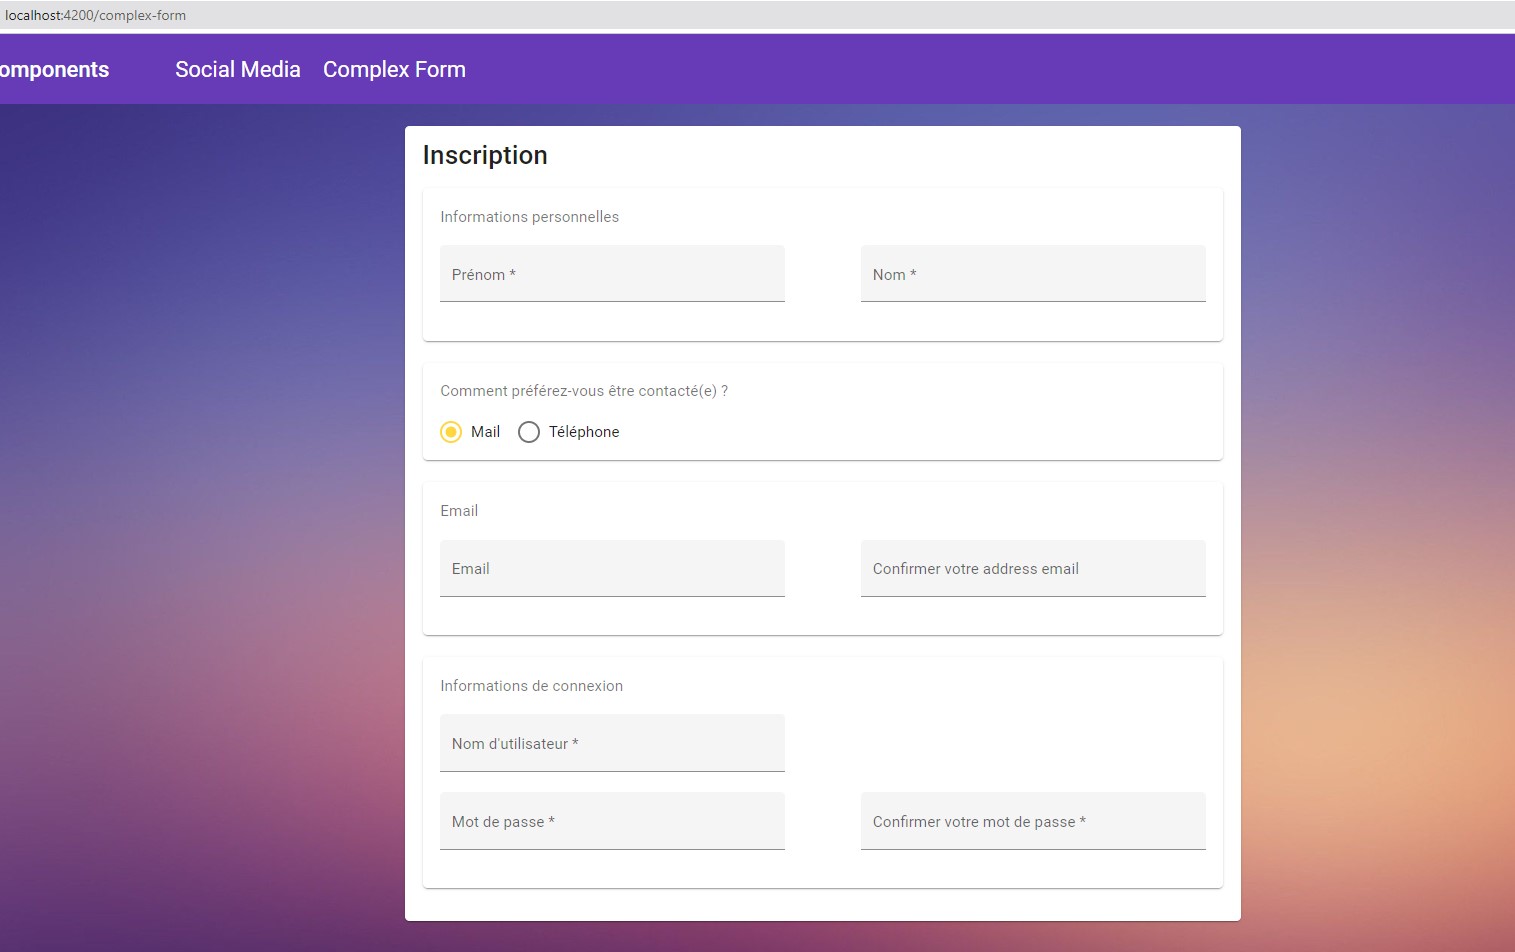 localhost:4200/complex-form
omponents Social Media Complex Form
Inscription
Informations personnelles
Prénom * Nom *
Comment préférez-vous être contacté(e) ?
Mail Téléphone
Email
Email Confirmer votre address email
Informations de connexion
Nom d'utilisateur *
Mot de passe * Confirmer votre mot de passe *